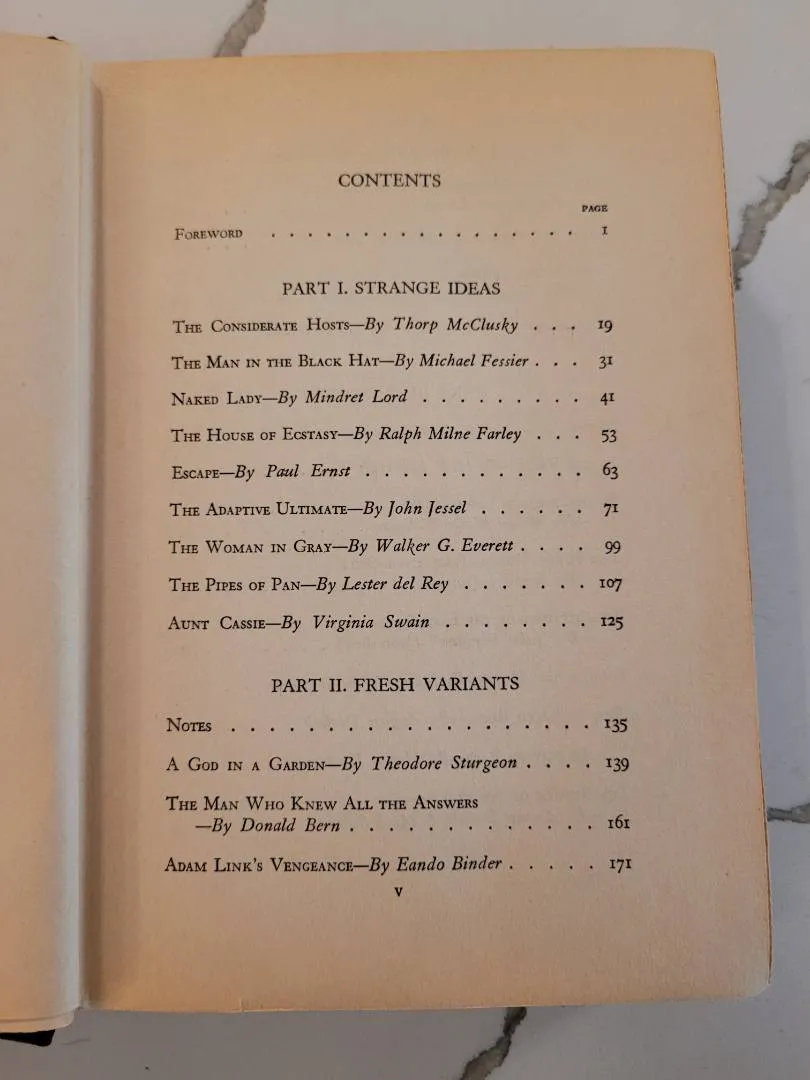 CONTENTS
PAGE
Foreword . . . . . . . . . . . . . . . . . 1
PART I. STRANGE IDEAS
The Considerate Hosts—By Thorp McClusky . . . 19
The Man in the Black Hat—By Michael Fessier . . . 31
Naked Lady—By Mindret Lord . . . . . . . . . 41
The House of Ecstasy—By Ralph Milne Farley . . . 53
Escape—By Paul Ernst . . . . . . . . . . . . 63
The Adaptive Ultimate—By John Jessel . . . . . . 71
The Woman in Gray—By Walker G. Everett . . . . 99
The Pipes of Pan—By Lester del Rey . . . . . . . 107
Aunt Cassie—By Virginia Swain . . . . . . . . 125
PART II. FRESH VARIANTS
Notes . . . . . . . . . . . . . . . . . . . 135
A God in a Garden—By Theodore Sturgeon . . . . 139
The Man Who Knew All the Answers
—By Donald Bern . . . . . . . . . . . . . 161
Adam Link's Vengeance—By Eando Binder . . . . . 171
v